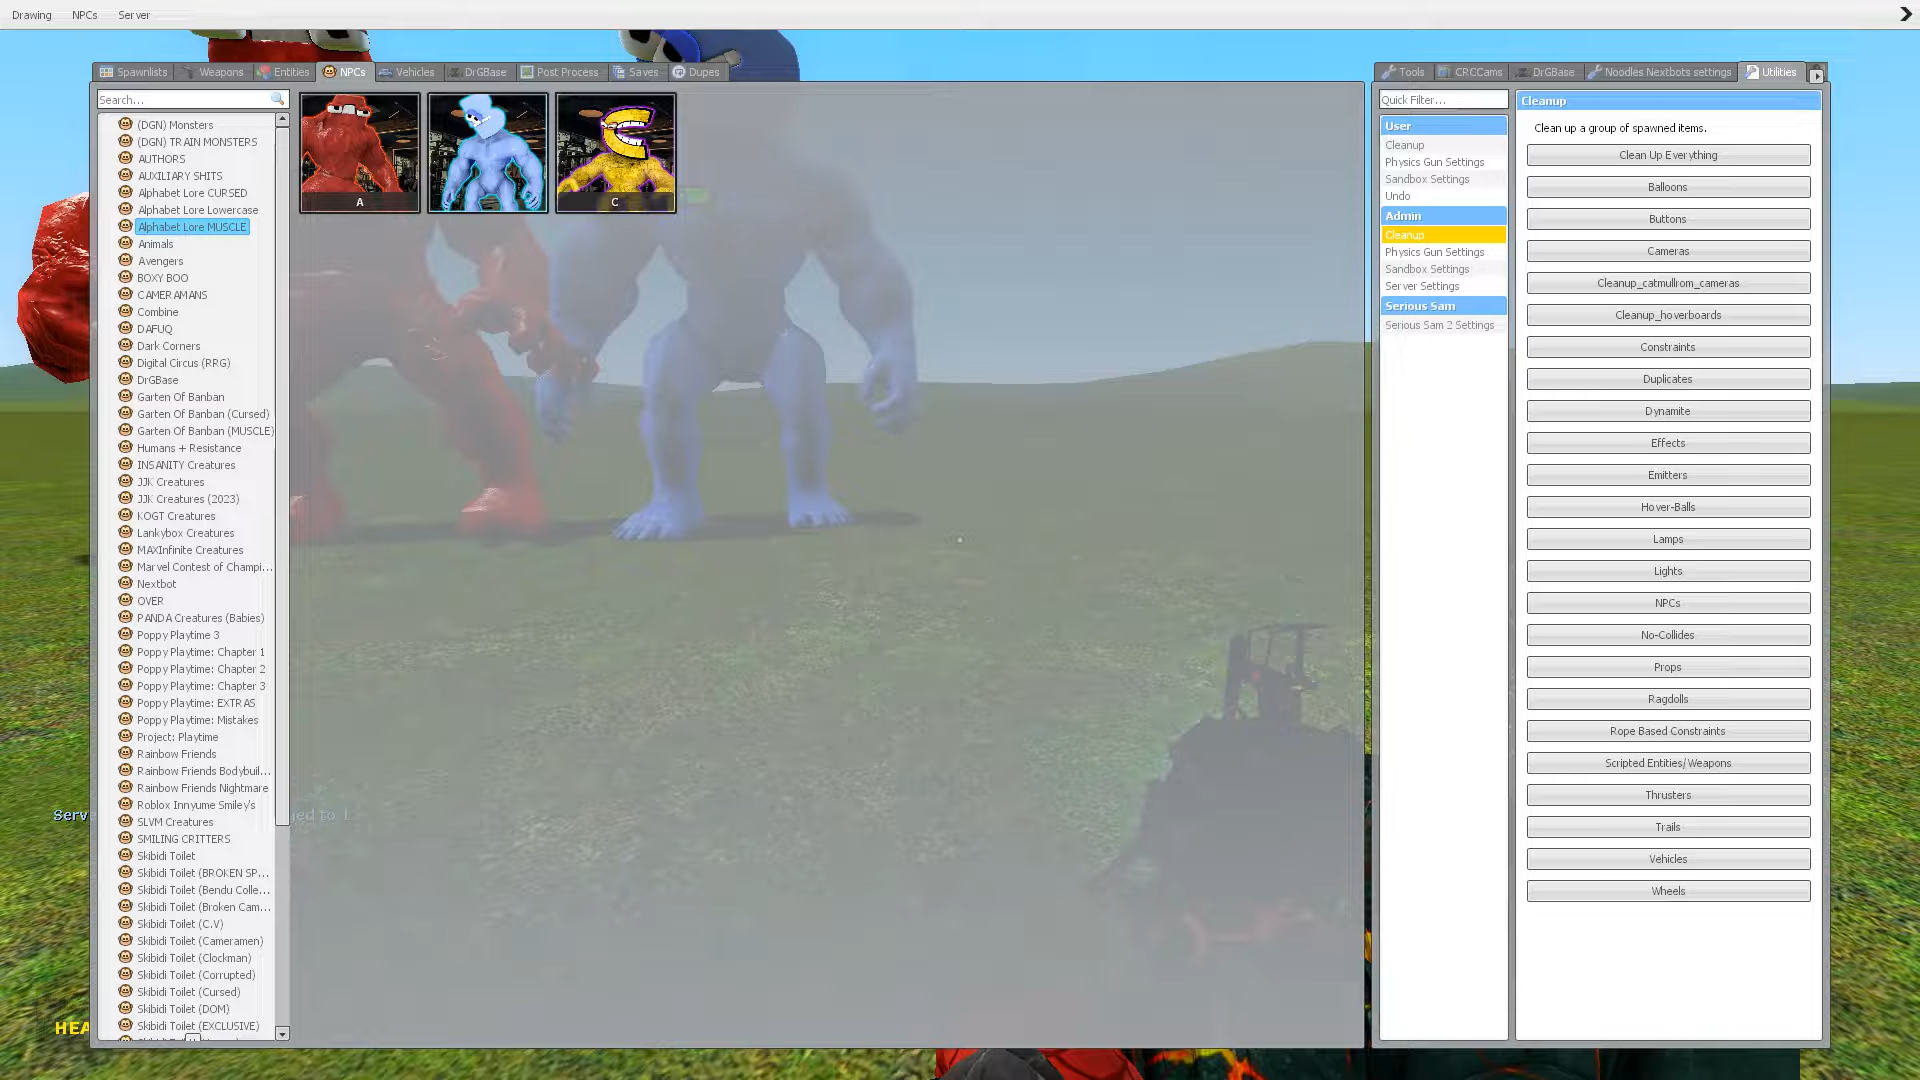 Drawing NPCs Server
Spawnlists Weapons Entities NPCs Vehicles DrGBase Post Process Saves Dupes
Search...
(DGN) Monsters
(DGN) TRAIN MONSTERS
AUTHORS
AUXILIARY SHITS
Alphabet Lore CURSED
Alphabet Lore Lowercase
Alphabet Lore MUSCLE
Animals
Avengers
BOXY BOO
CAMERAMANS
Combine
DAFUQ
Dark Corners
Digital Circus (RRG)
DrGBase
Garten Of Banban
Garten Of Banban (Cursed)
Garten Of Banban (MUSCLE)
Humans + Resistance
INSANITY Creatures
JJK Creatures
JJK Creatures (2023)
KOGT Creatures
Lankybox Creatures
MAXInfinite Creatures
Marvel Contest of Champi...
Nextbot
OVER
PANDA Creatures (Babies)
Poppy Playtime 3
Poppy Playtime: Chapter 1
Poppy Playtime: Chapter 2
Poppy Playtime: Chapter 3
Poppy Playtime: EXTRAS
Poppy Playtime: Mistakes
Project: Playtime
Rainbow Friends
Rainbow Friends Bodybuil...
Rainbow Friends Nightmare
Roblox Innyume Smiley's
SLVM Creatures
SMILING CRITTERS
Skibidi Toilet
Skibidi Toilet (BROKEN SP...
Skibidi Toilet (Bendu Colle...
Skibidi Toilet (Broken Cam...
Skibidi Toilet (C.V)
Skibidi Toilet (Cameramen)
Skibidi Toilet (Clockman)
Skibidi Toilet (Corrupted)
Skibidi Toilet (Cursed)
Skibidi Toilet (DOM)
Skibidi Toilet (EXCLUSIVE)
A
C
Serv
HEA
Tools CRCCams DrGBase Noodles Nextbots settings Utilities
Quick Filter...
User
Cleanup
Physics Gun Settings
Sandbox Settings
Undo
Admin
Cleanup
Physics Gun Settings
Sandbox Settings
Server Settings
Serious Sam
Serious Sam 2 Settings
Cleanup
Clean up a group of spawned items.
Clean Up Everything
Balloons
Buttons
Cameras
Cleanup_catmullrom_cameras
Cleanup_hoverboards
Constraints
Duplicates
Dynamite
Effects
Emitters
Hover-Balls
Lamps
Lights
NPCs
No-Collides
Props
Ragdolls
Rope Based Constraints
Scripted Entities/Weapons
Thrusters
Trails
Vehicles
Wheels